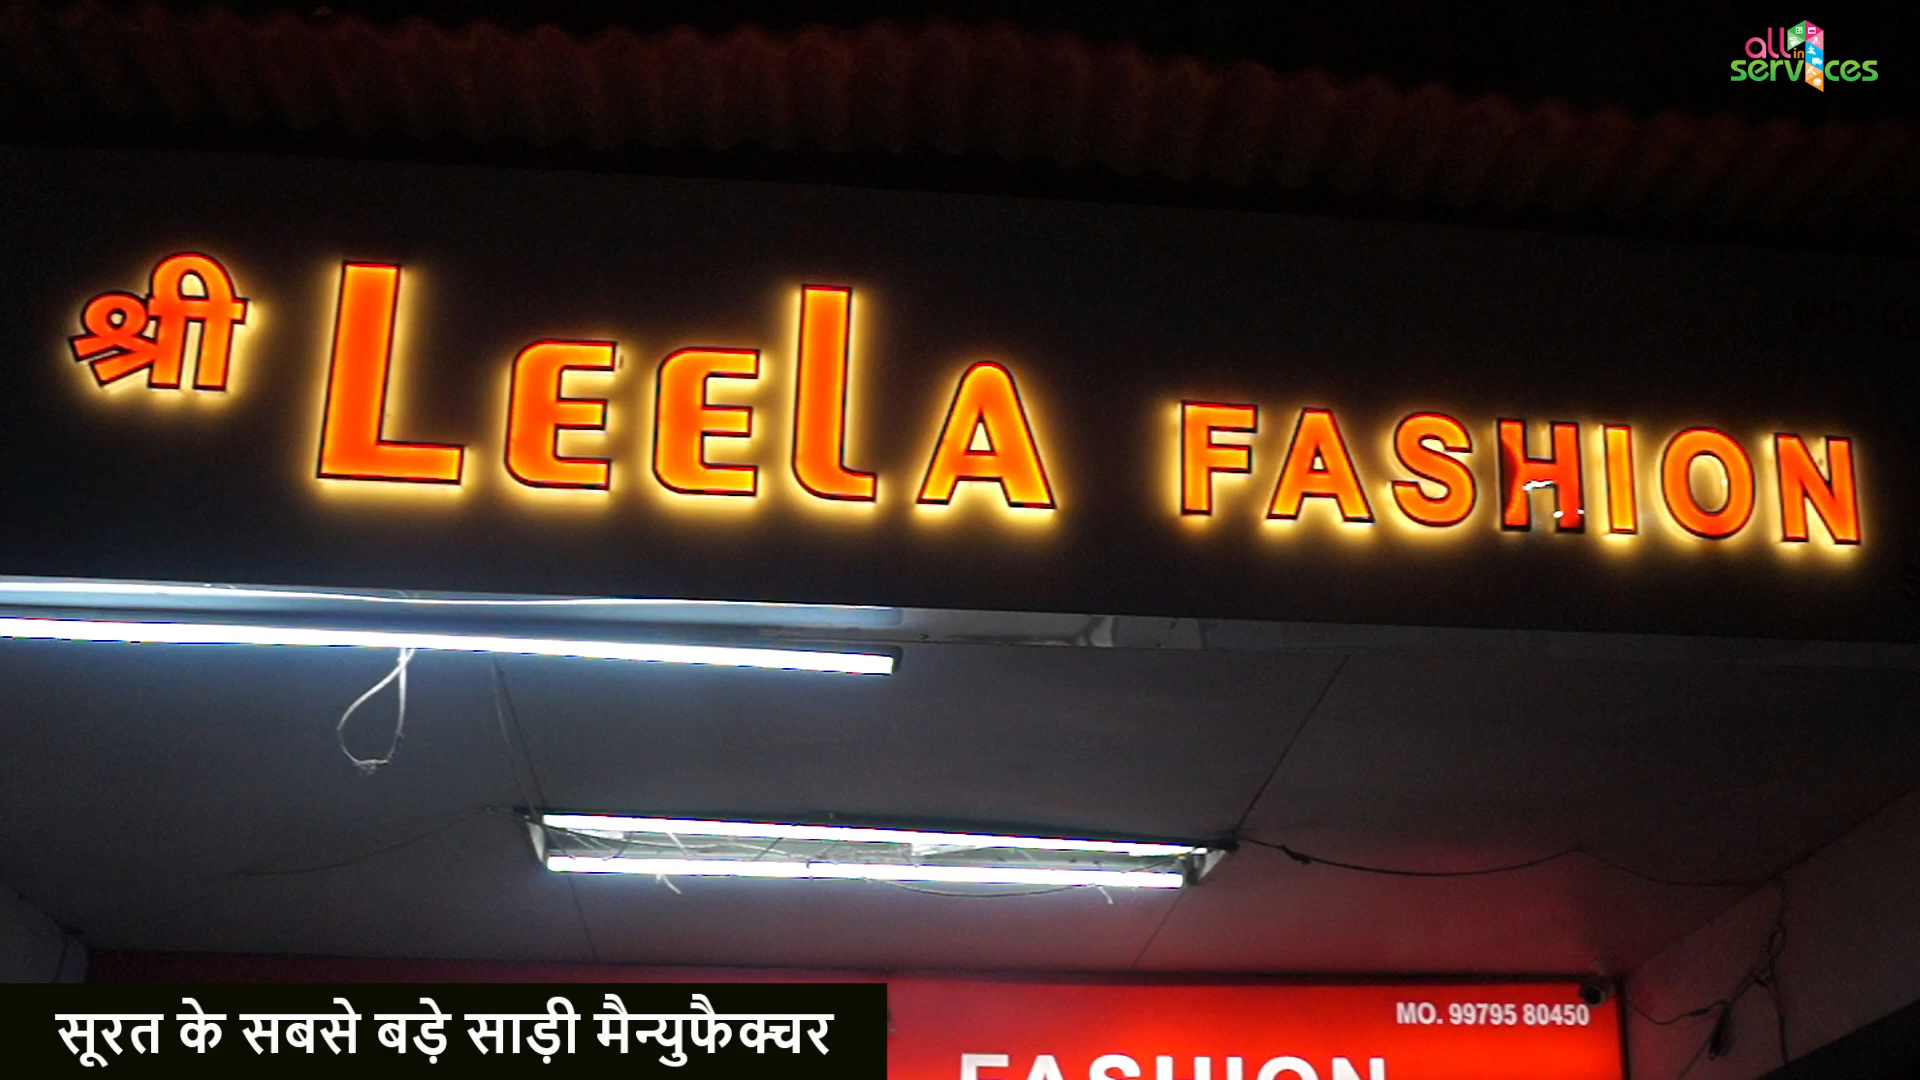 all in
services
श्री LEElA FASHION
MO. 99795 80450
FASHION
सूरत के सबसे बड़े साड़ी मैन्युफैक्चर